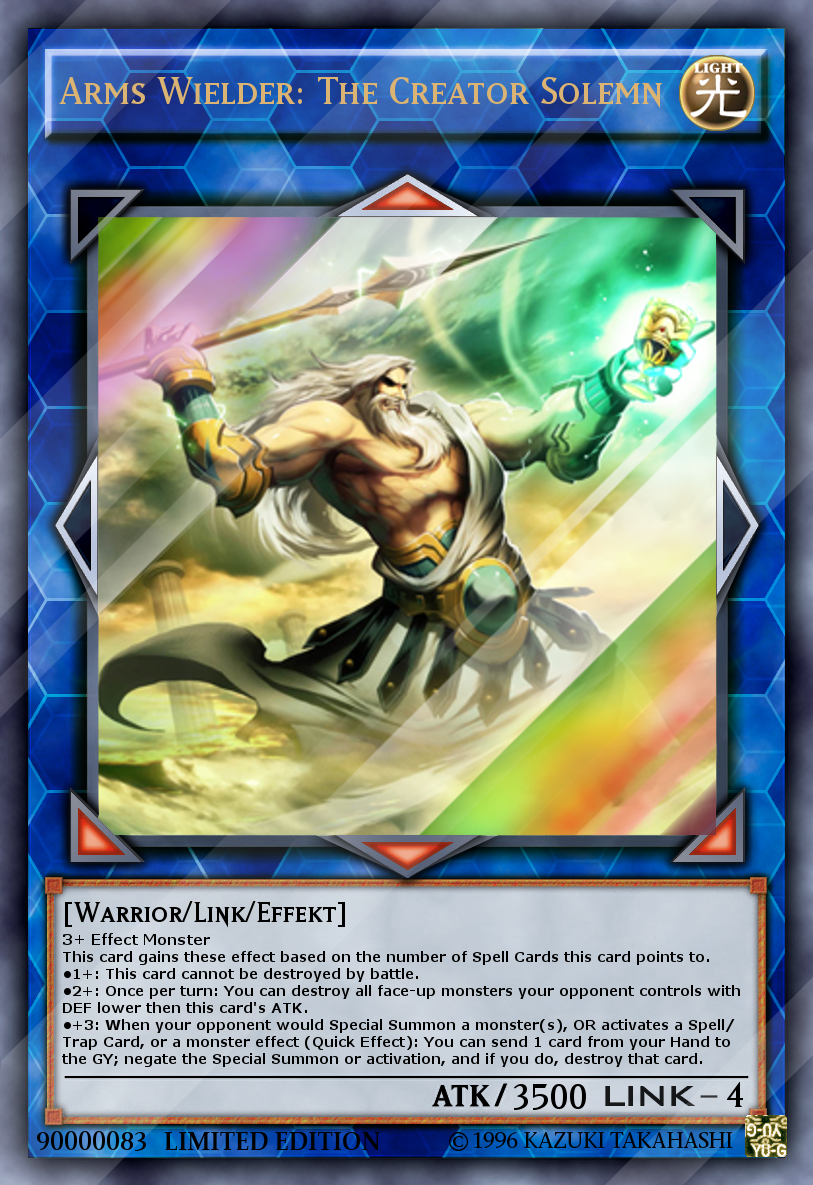 Arms Wielder: The Creator Solemn
LIGHT
光
[Warrior/Link/Effekt]
3+ Effect Monster
This card gains these effect based on the number of Spell Cards this card points to.
●1+: This card cannot be destroyed by battle.
●2+: Once per turn: You can destroy all face-up monsters your opponent controls with
DEF lower then this card's ATK.
●+3: When your opponent would Special Summon a monster(s), OR activates a Spell/
Trap Card, or a monster effect (Quick Effect): You can send 1 card from your Hand to
the GY; negate the Special Summon or activation, and if you do, destroy that card.
ATK/3500 LINK-4
90000083 LIMITED EDITION ©1996 KAZUKI TAKAHASHI